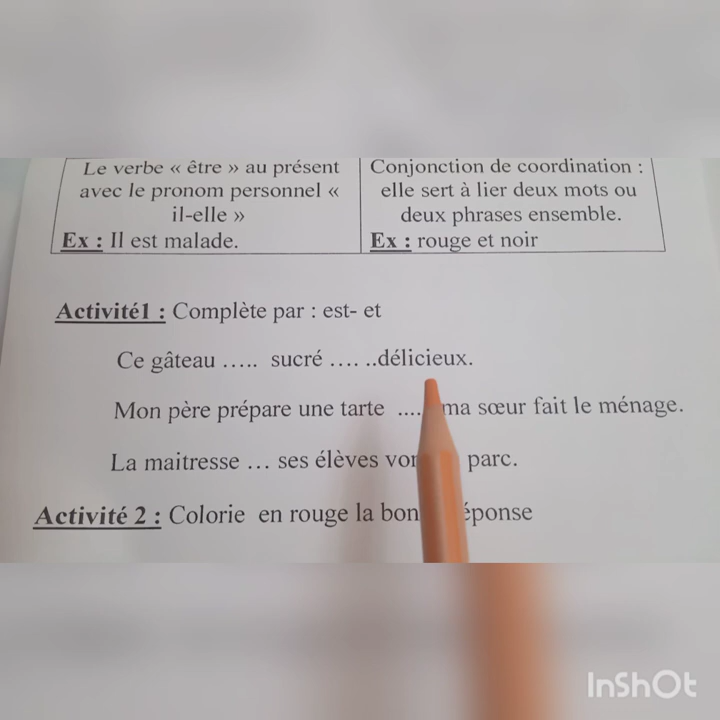 Le verbe « être » au présent
avec le pronom personnel «
il-elle »
Ex : Il est malade.
Conjonction de coordination :
elle sert à lier deux mots ou
deux phrases ensemble.
Ex : rouge et noir
Activité1 : Complète par : est- et
Ce gâteau ….. sucré …. ..délicieux.
Mon père prépare une tarte .... ma sœur fait le ménage.
La maitresse … ses élèves parc.
Activité 2 : Colorie en rouge la
InShOt